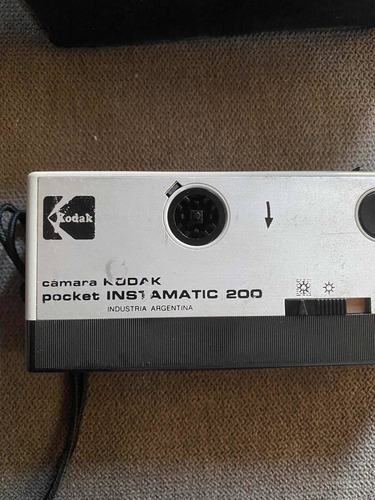 Kodak
cámara KODAK
pocket INSTAMATIC 200
INDUSTRIA ARGENTINA